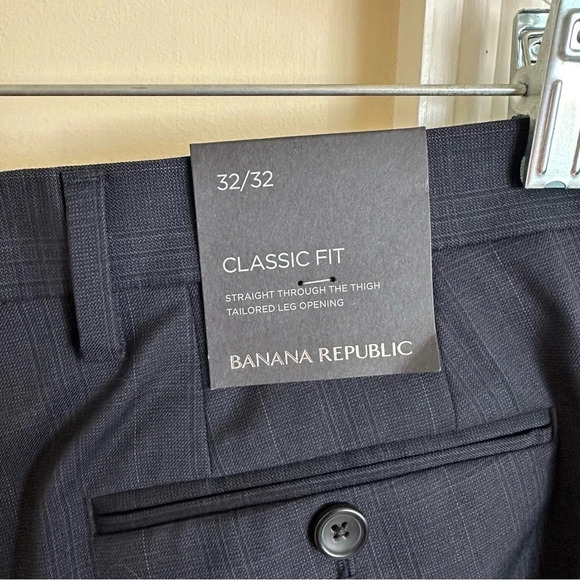 32/32
CLASSIC FIT
STRAIGHT THROUGH THE THIGH
TAILORED LEG OPENING
BANANA REPUBLIC